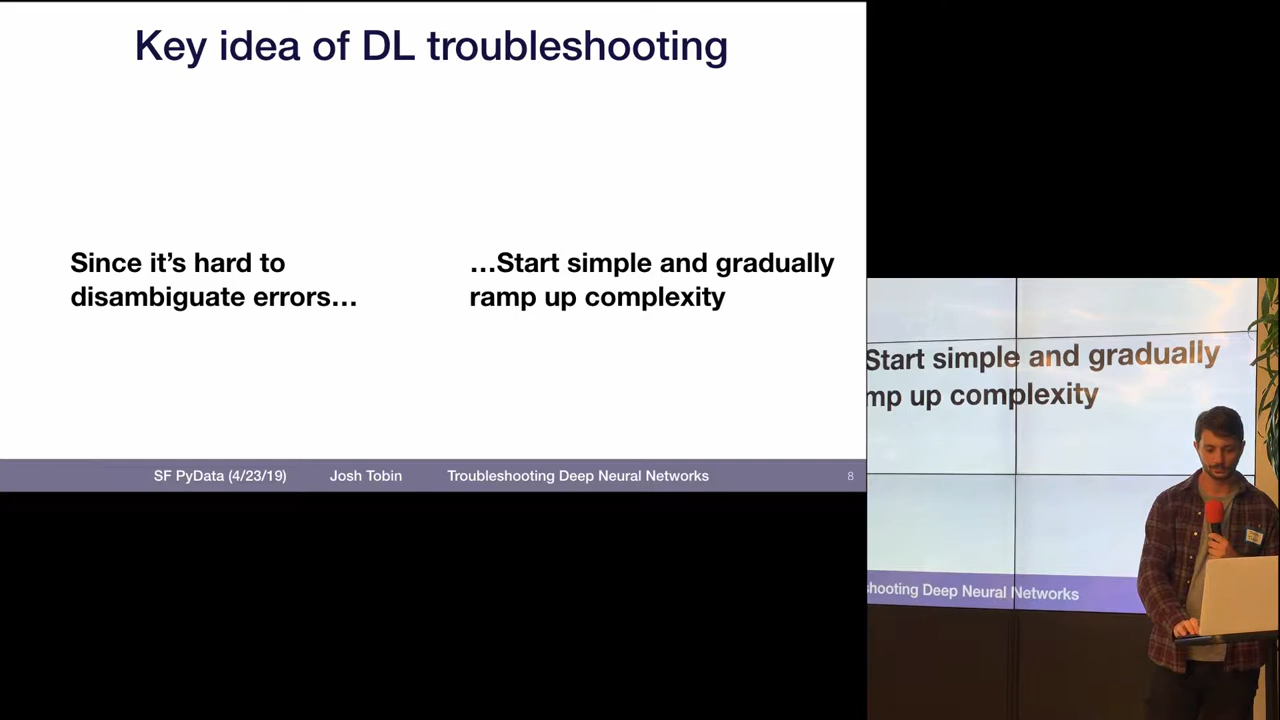 Key idea of DL troubleshooting
Since it's hard to
disambiguate errors…
…Start simple and gradually
ramp up complexity
SF PyData (4/23/19) Josh Tobin Troubleshooting Deep Neural Networks 8
Start simple and gradually
mp up complexity
shooting Deep Neural Networks